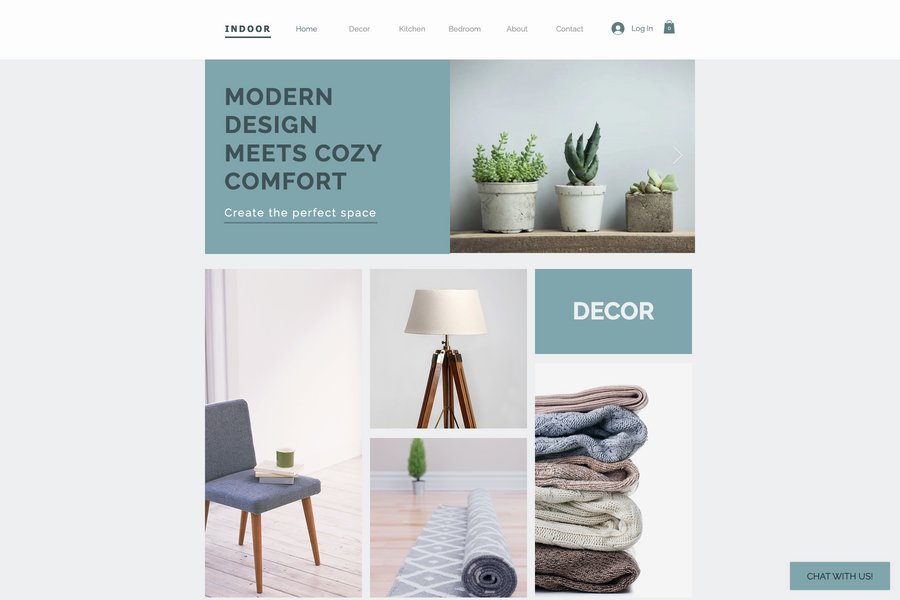 INDOOR
Home Decor Kitchen Bedroom About Contact
Log In
0
MODERN
DESIGN
MEETS COZY
COMFORT
Create the perfect space
DECOR
CHAT WITH US!